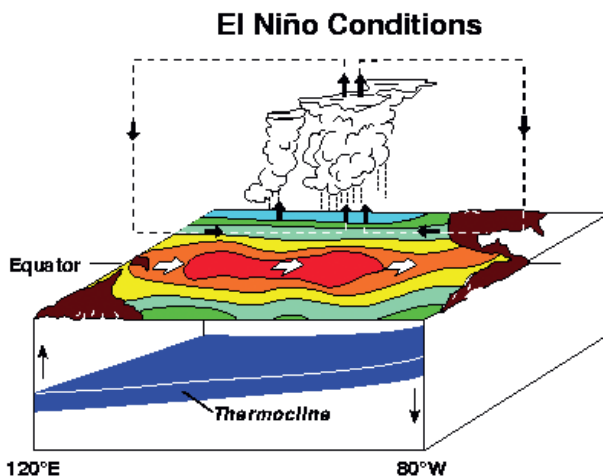 El Niño Conditions
Equator
Thermocline
120°E
80°W